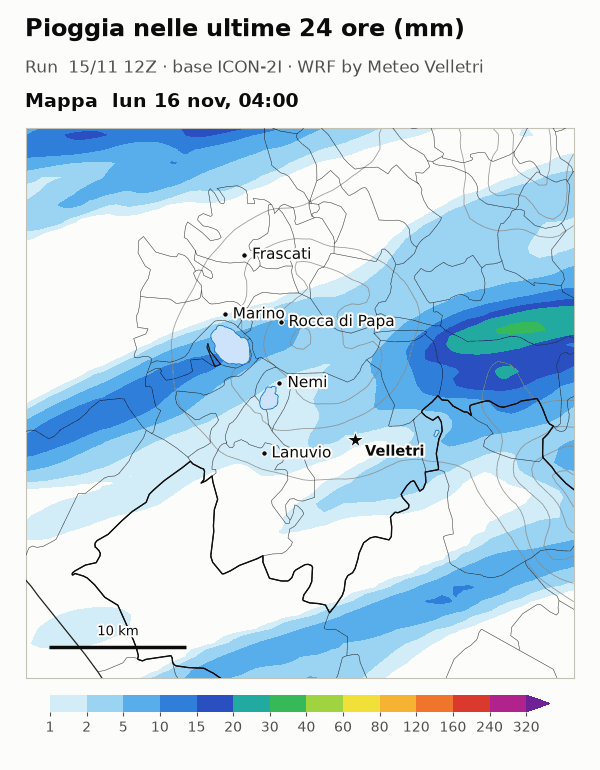 Pioggia nelle ultime 24 ore (mm)
Run 15/11 12Z · base ICON-2I · WRF by Meteo Velletri
Mappa lun 16 nov, 04:00
Frascati
Marino
Rocca di Papa
Nemi
Velletri
Lanuvio
10 km
1 2 5 10 15 20 30 40 60 80 120 160 240 320